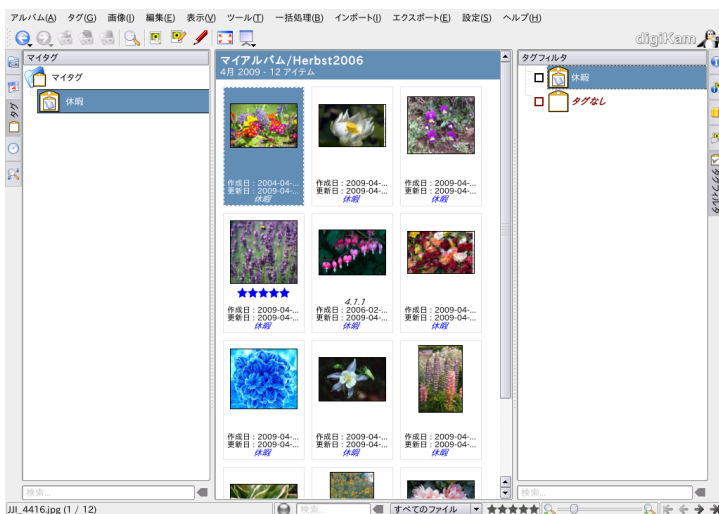 アルバム(A) タグ(G) 画像(I) 編集(E) 表示(V) ツール(T) 一括処理(B) インポート(I) エクスポート(E) 設定(S) ヘルプ(H)
digiKam
マイタグ
マイタグ
休暇
マイアルバム/Herbst2006
4月 2009 - 12 アイテム
作成日 : 2004-04-...
更新日 : 2009-04-...
休暇
作成日 : 2009-04-...
更新日 : 2009-04-...
休暇
作成日 : 2009-04-...
更新日 : 2009-04-...
休暇
作成日 : 2009-04-...
更新日 : 2009-04-...
休暇
4.1.1
作成日 : 2006-02-...
更新日 : 2009-04-...
休暇
作成日 : 2009-04-...
更新日 : 2009-04-...
休暇
作成日 : 2009-04-...
更新日 : 2009-04-...
休暇
作成日 : 2009-04-...
更新日 : 2009-04-...
休暇
作成日 : 2009-04-...
更新日 : 2009-04-...
休暇
タグフィルタ
休暇
タグなし
タグフィルタ
検索...
検索...
JJI_4416.jpg (1 / 12)
検索...
すべてのファイル